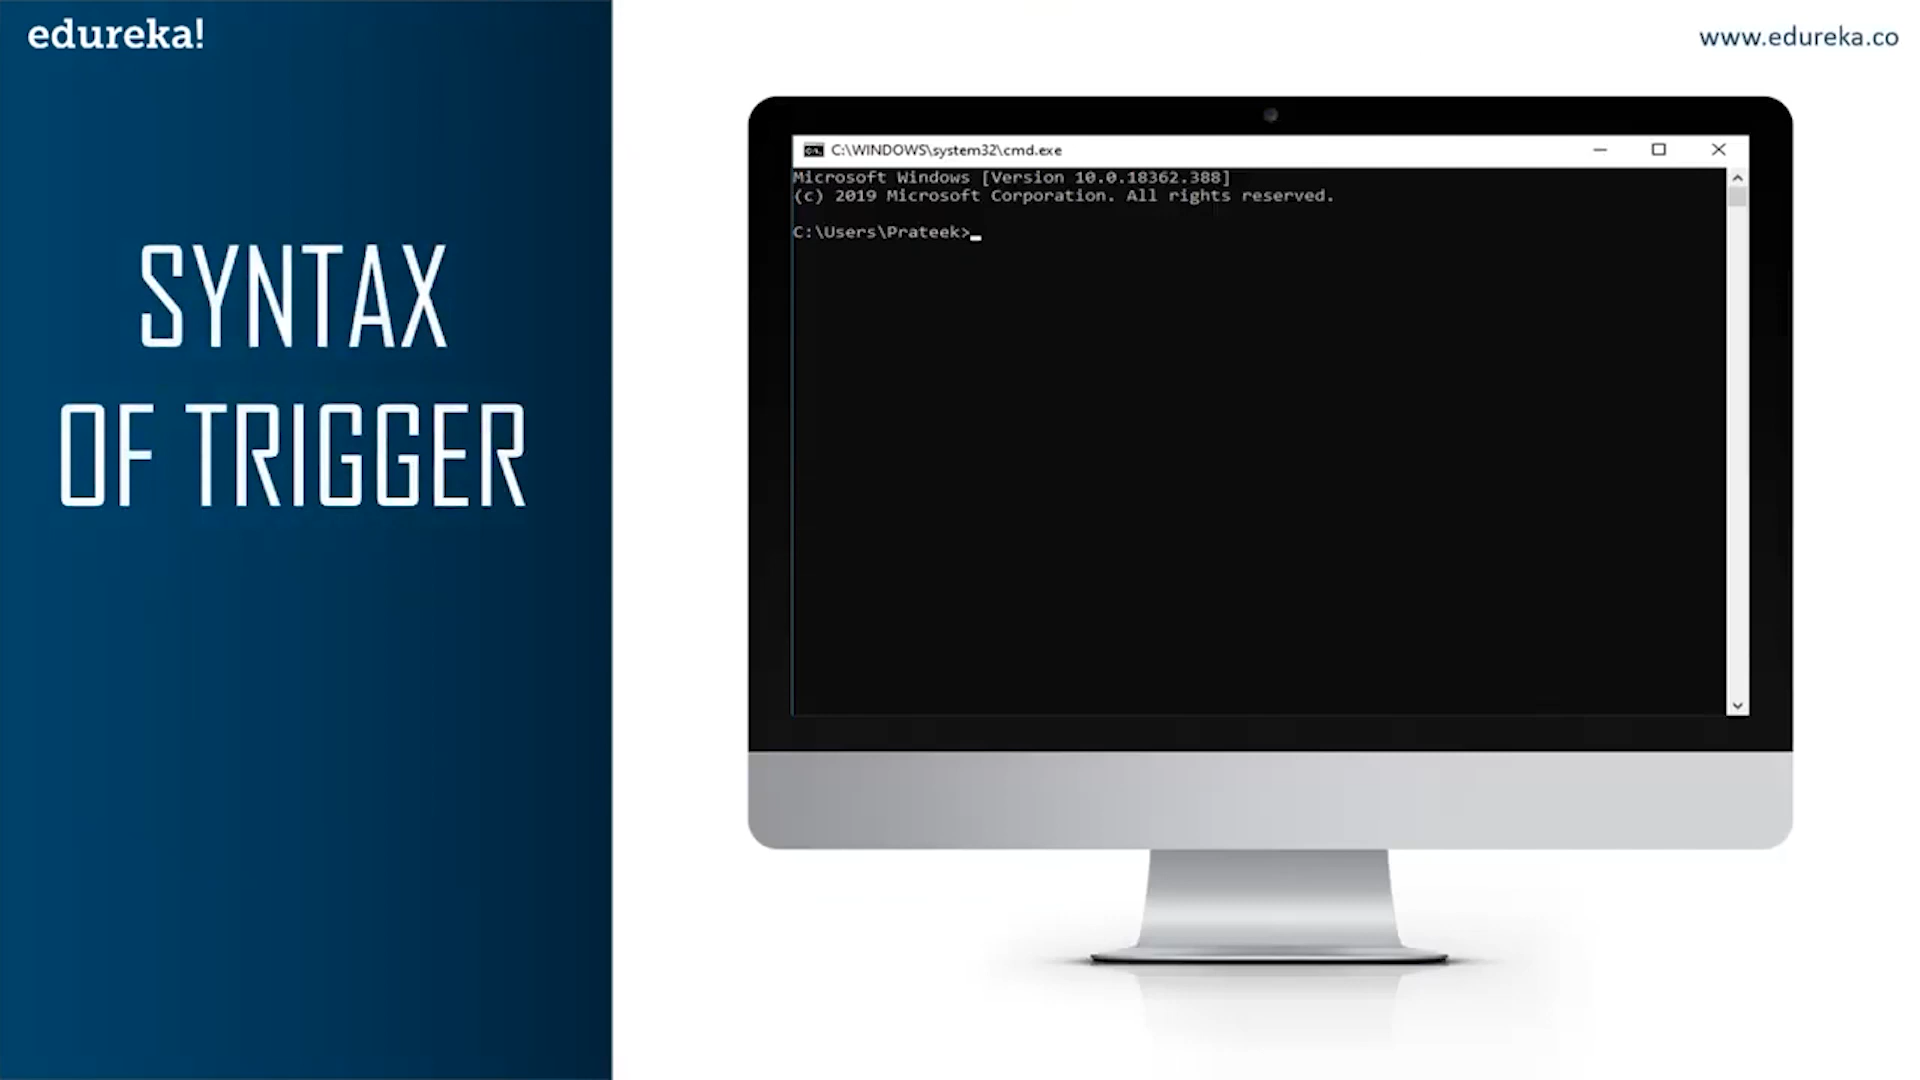 edureka!
www.edureka.co
SYNTAX
OF TRIGGER
C:\WINDOWS\system32\cmd.exe
Microsoft Windows [Version 10.0.18362.388]
(c) 2019 Microsoft Corporation. All rights reserved.
C:\Users\Prateek>